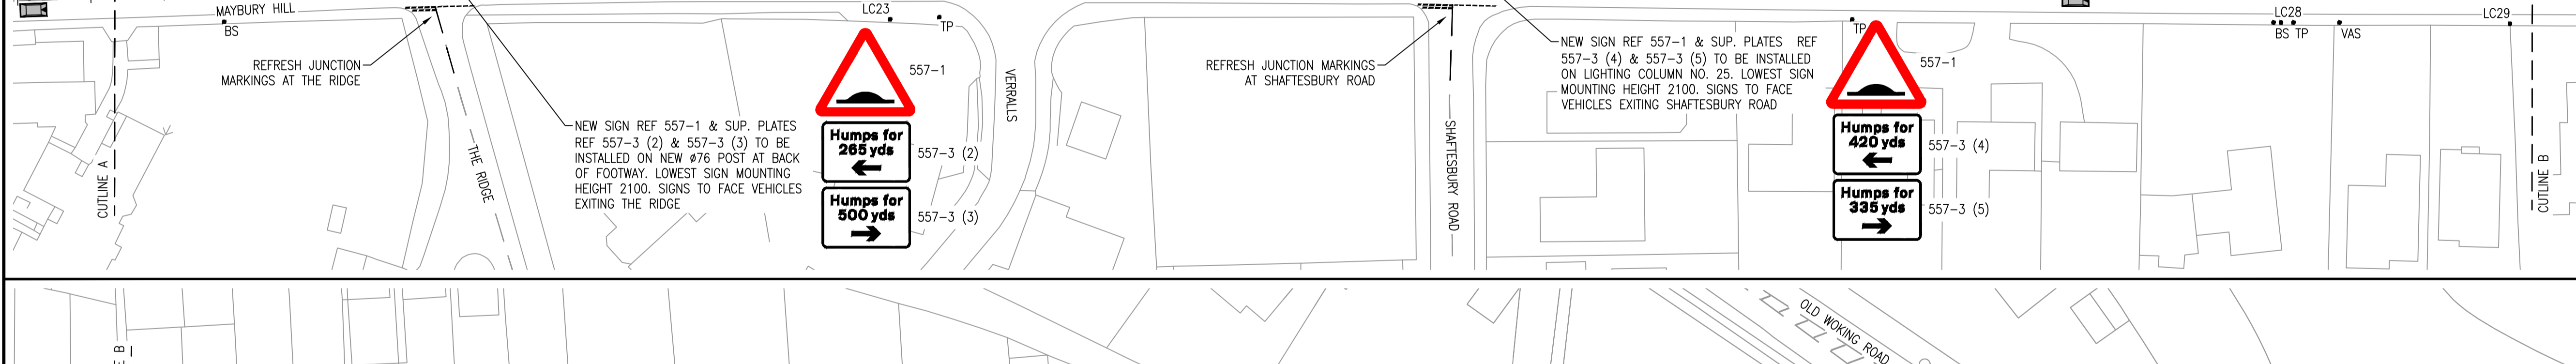 MAYBURY HILL
BS
REFRESH JUNCTION
MARKINGS AT THE RIDGE
CUTLINE A
THE RIDGE
NEW SIGN REF 557-1 & SUP. PLATES
REF 557-3 (2) & 557-3 (3) TO BE
INSTALLED ON NEW ø76 POST AT BACK
OF FOOTWAY. LOWEST SIGN MOUNTING
HEIGHT 2100. SIGNS TO FACE VEHICLES
EXITING THE RIDGE
LC23
TP
557-1
Humps for
265 yds
557-3 (2)
Humps for
500 yds
557-3 (3)
VERRALLS
REFRESH JUNCTION MARKINGS
AT SHAFTESBURY ROAD
SHAFTESBURY ROAD
NEW SIGN REF 557-1 & SUP. PLATES REF
557-3 (4) & 557-3 (5) TO BE INSTALLED
ON LIGHTING COLUMN NO. 25. LOWEST SIGN
MOUNTING HEIGHT 2100. SIGNS TO FACE
VEHICLES EXITING SHAFTESBURY ROAD
TP
557-1
Humps for
420 yds
557-3 (4)
Humps for
335 yds
557-3 (5)
LC28
BS TP
VAS
LC29
CUTLINE B
E B
OLD WOKING ROAD